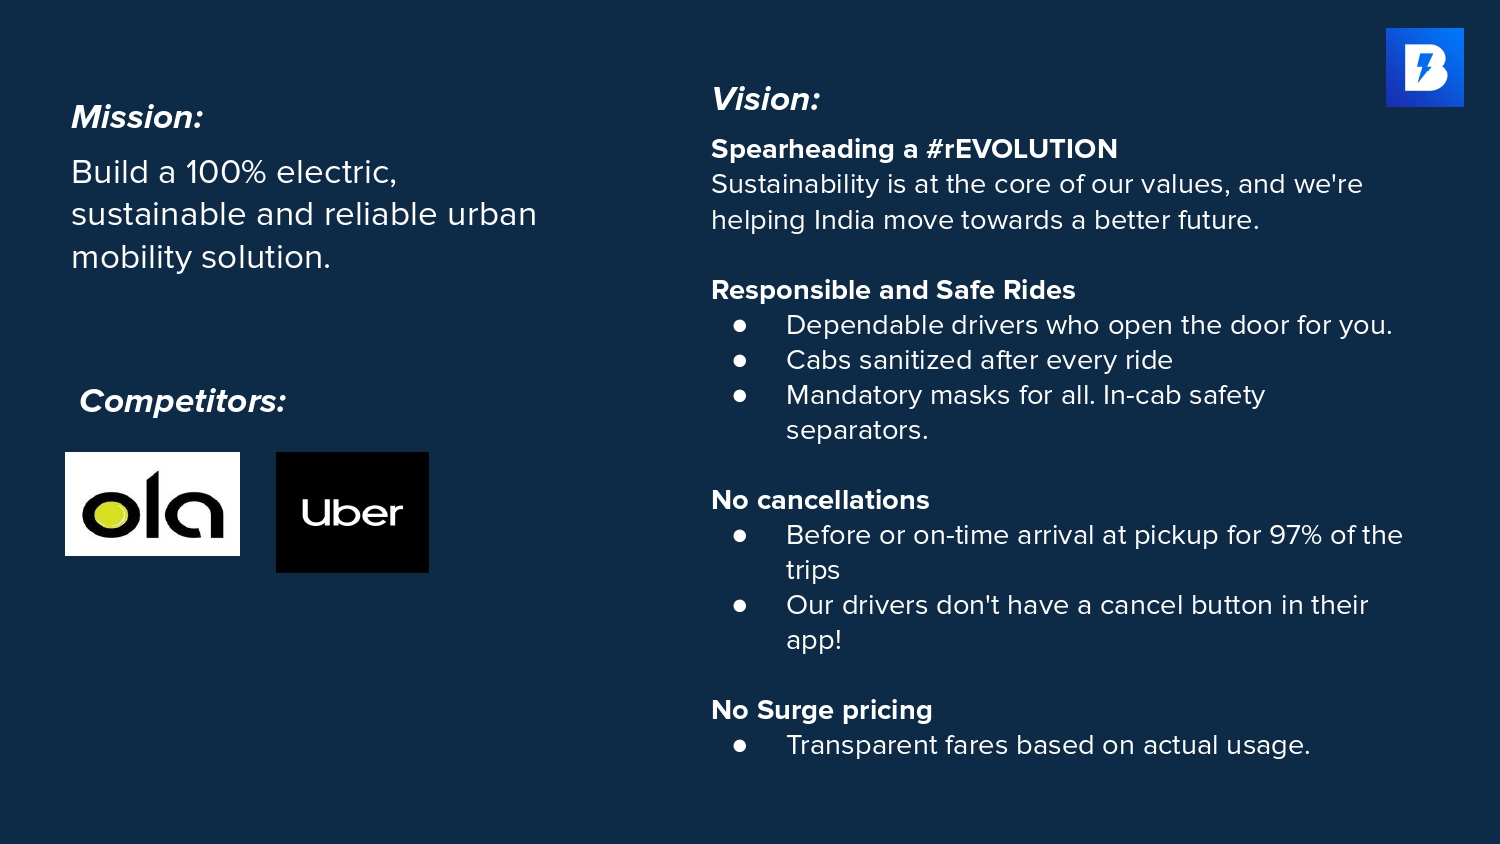 Mission:
Build a 100% electric,
sustainable and reliable urban
mobility solution.
Competitors:
ola
Uber
B
Vision:
Spearheading a #rEVOLUTION
Sustainability is at the core of our values, and we're
helping India move towards a better future.
Responsible and Safe Rides
● Dependable drivers who open the door for you.
● Cabs sanitized after every ride
● Mandatory masks for all. In-cab safety
separators.
No cancellations
● Before or on-time arrival at pickup for 97% of the
trips
● Our drivers don't have a cancel button in their
app!
No Surge pricing
● Transparent fares based on actual usage.